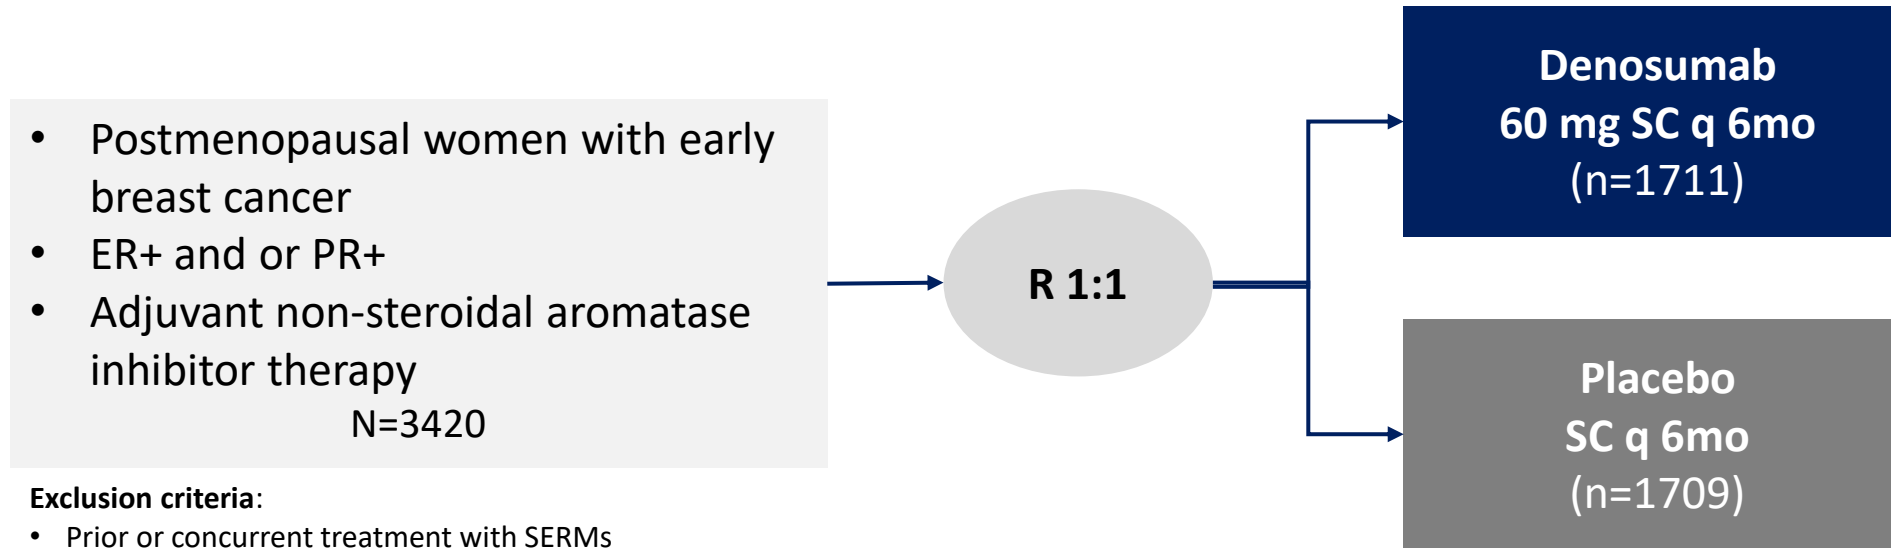 • Postmenopausal women with early
breast cancer
• ER+ and or PR+
• Adjuvant non-steroidal aromatase
inhibitor therapy
N=3420
Exclusion criteria:
• Prior or concurrent treatment with SERMs
R 1:1
Denosumab
60 mg SC q 6mo
(n=1711)
Placebo
SC q 6mo
(n=1709)